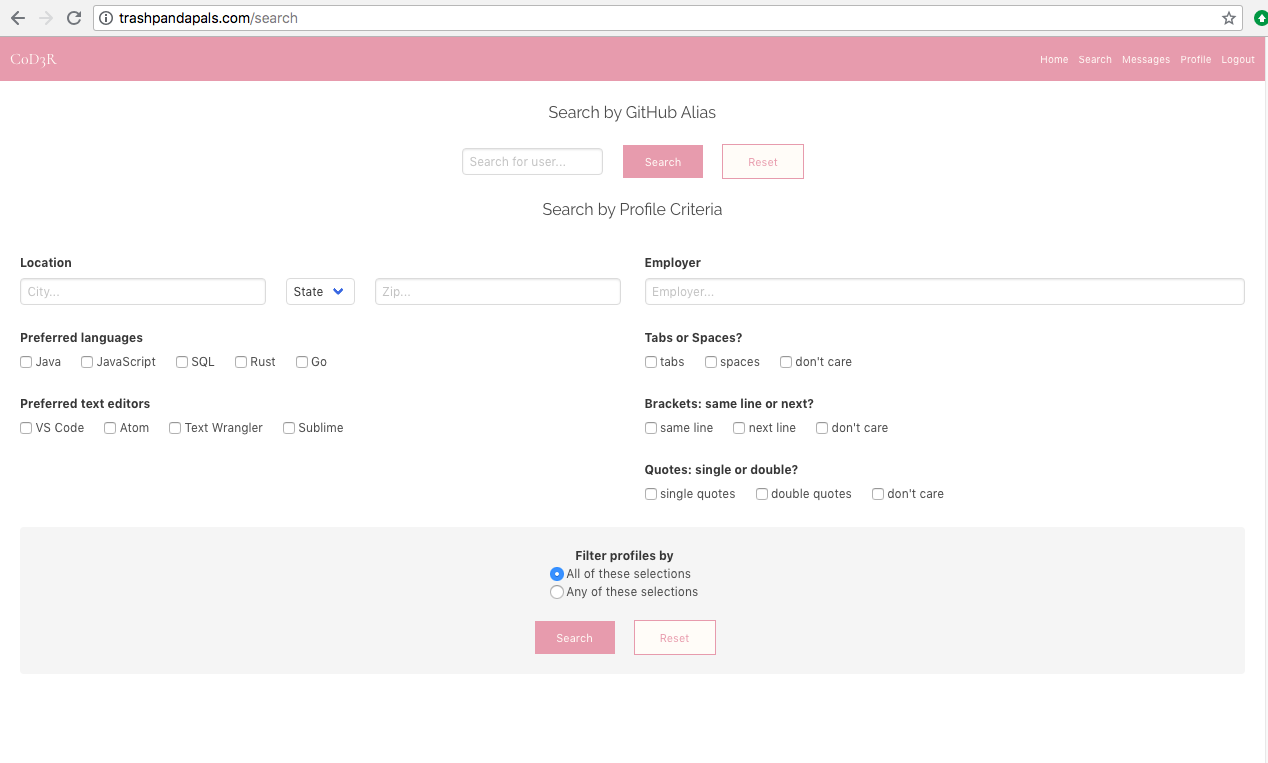 trashpandapals.com/search
CoD3R
Home Search Messages Profile Logout
Search by GitHub Alias
Search for user... Search Reset
Search by Profile Criteria
Location
City... State Zip...
Employer
Employer...
Preferred languages
Java JavaScript SQL Rust Go
Tabs or Spaces?
tabs spaces don't care
Preferred text editors
VS Code Atom Text Wrangler Sublime
Brackets: same line or next?
same line next line don't care
Quotes: single or double?
single quotes double quotes don't care
Filter profiles by
All of these selections
Any of these selections
Search Reset